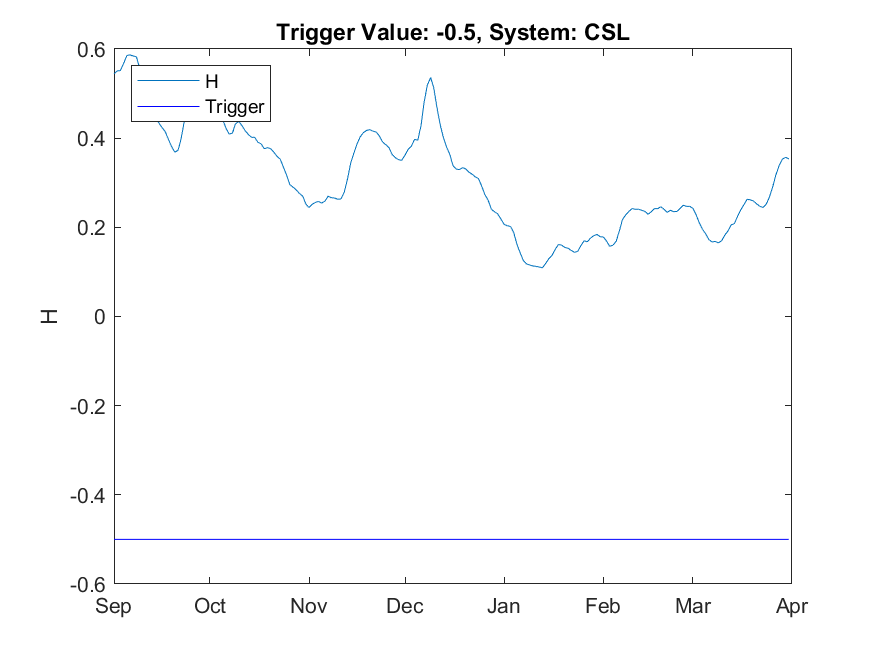 Trigger Value: -0.5, System: CSL
0.6
H
Trigger
0.4
0.2
H
0
-0.2
-0.4
-0.6
Sep Oct Nov Dec Jan Feb Mar Apr